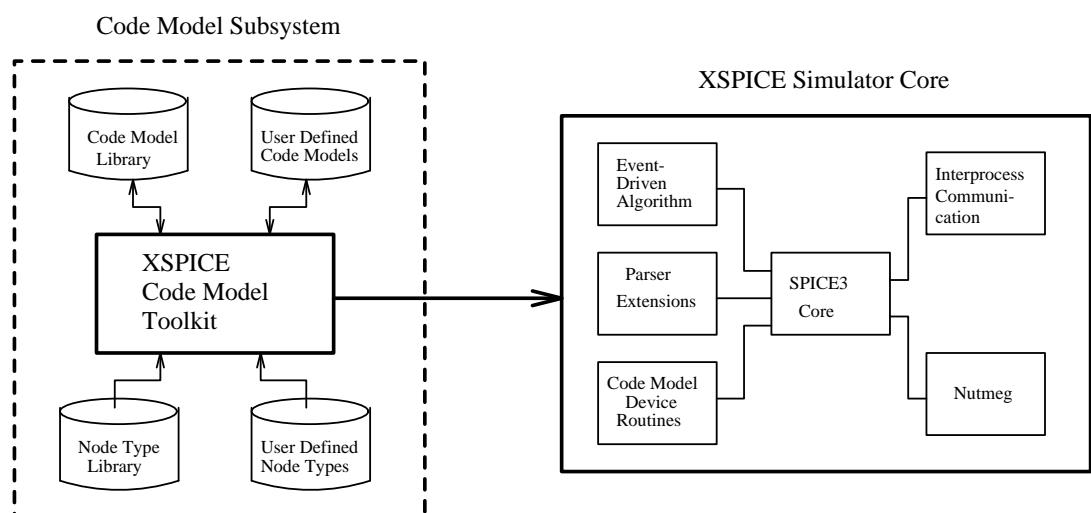 Code Model Subsystem
Code Model
Library
User Defined
Code Models
XSPICE
Code Model
Toolkit
Node Type
Library
User Defined
Node Types
XSPICE Simulator Core
Event-
Driven
Algorithm
Parser
Extensions
Code Model
Device
Routines
SPICE3
Core
Interprocess
Communi-
cation
Nutmeg